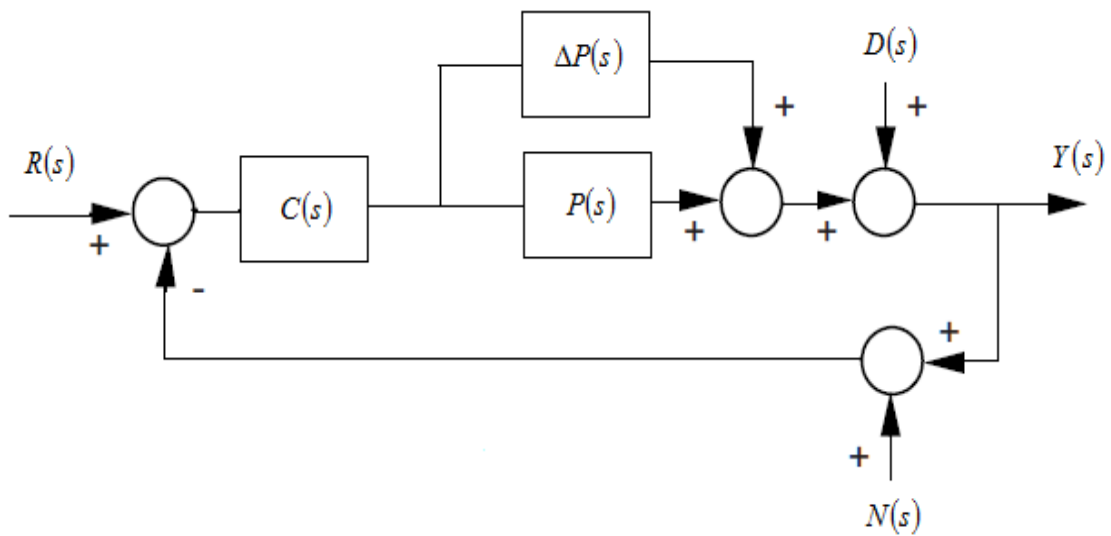 ΔP(s)
D(s)
+
+
R(s)
Y(s)
C(s)
P(s)
+
+
+
-
+
+
N(s)